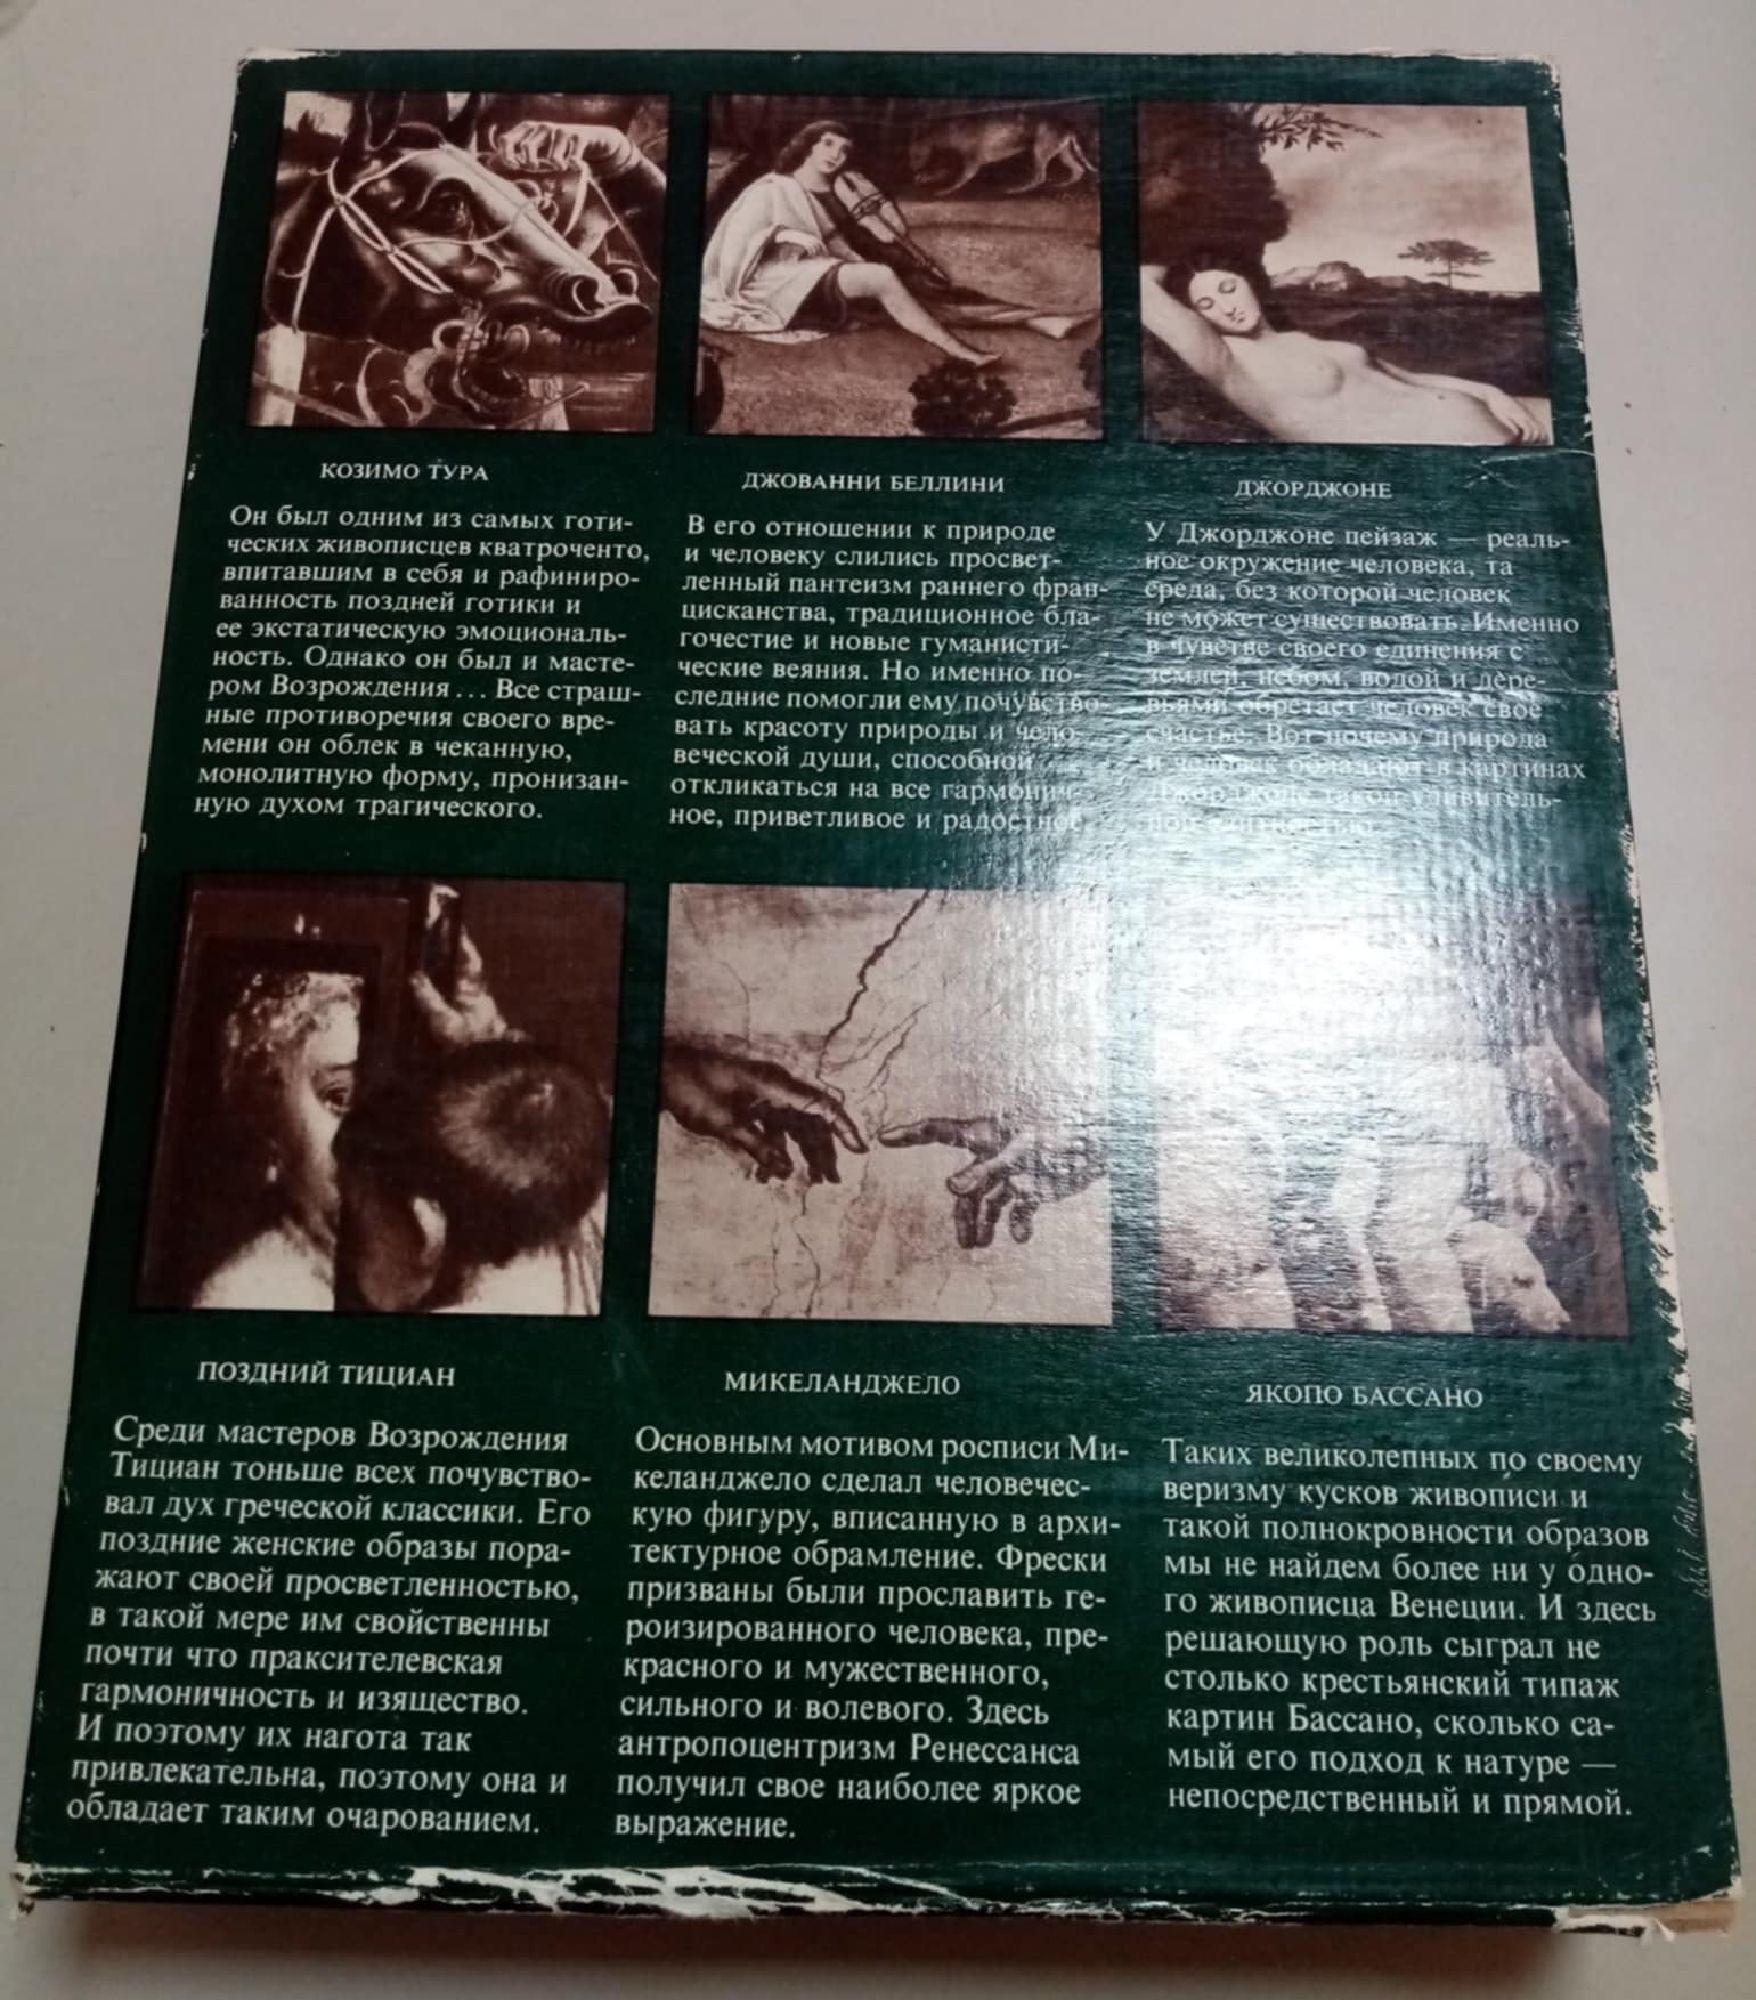 КОЗИМО ТУРА
Он был одним из самых готи-
ческих живописцев кватроченто,
впитавшим в себя и рафиниро-
ванность поздней готики и
ее экстатическую эмоциональ-
ность. Однако он был и масте-
ром Возрождения... Все страш-
ные противоречия своего вре-
мени он облек в чеканную,
монолитную форму, пронизан-
ную духом трагического.
ДЖОВАННИ БЕЛЛИНИ
В его отношении к природе
и человеку слились просвет-
ленный пантеизм раннего фран-
цисканства, традиционное бла-
гочестие и новые гуманисти-
ческие веяния. Но именно по-
следние помогли ему почувство-
вать красоту природы и чело-
веческой души, способной
откликаться на все гармонич-
ное, приветливое и радостное.
ДЖОРДЖОНЕ
У Джорджоне пейзаж — реаль-
ное окружение человека, та
среда, без которой человек
не может существовать. Именно
в чувстве своего единения с
землей, небом, водой и дере-
вьями обретает человек свое
счастье. Вот почему природа
и человек обладают в картинах
Джорджоне такой удивитель-
ной слитностью.
ПОЗДНИЙ ТИЦИАН
Среди мастеров Возрождения
Тициан тоньше всех почувство-
вал дух греческой классики. Его
поздние женские образы пора-
жают своей просветленностью,
в такой мере им свойственны
почти что праксителевская
гармоничность и изящество.
И поэтому их нагота так
привлекательна, поэтому она и
обладает таким очарованием.
МИКЕЛАНДЖЕЛО
Основным мотивом росписи Ми-
келанджело сделал человечес-
кую фигуру, вписанную в архи-
тектурное обрамление. Фрески
призваны были прославить ге-
роизированного человека, пре-
красного и мужественного,
сильного и волевого. Здесь
антропоцентризм Ренессанса
получил свое наиболее яркое
выражение.
ЯКОПО БАССАНО
Таких великолепных по своему
веризму кусков живописи и
такой полнокровности образов
мы не найдем более ни у одно-
го живописца Венеции. И здесь
решающую роль сыграл не
столько крестьянский типаж
картин Бассано, сколько са-
мый его подход к натуре —
непосредственный и прямой.